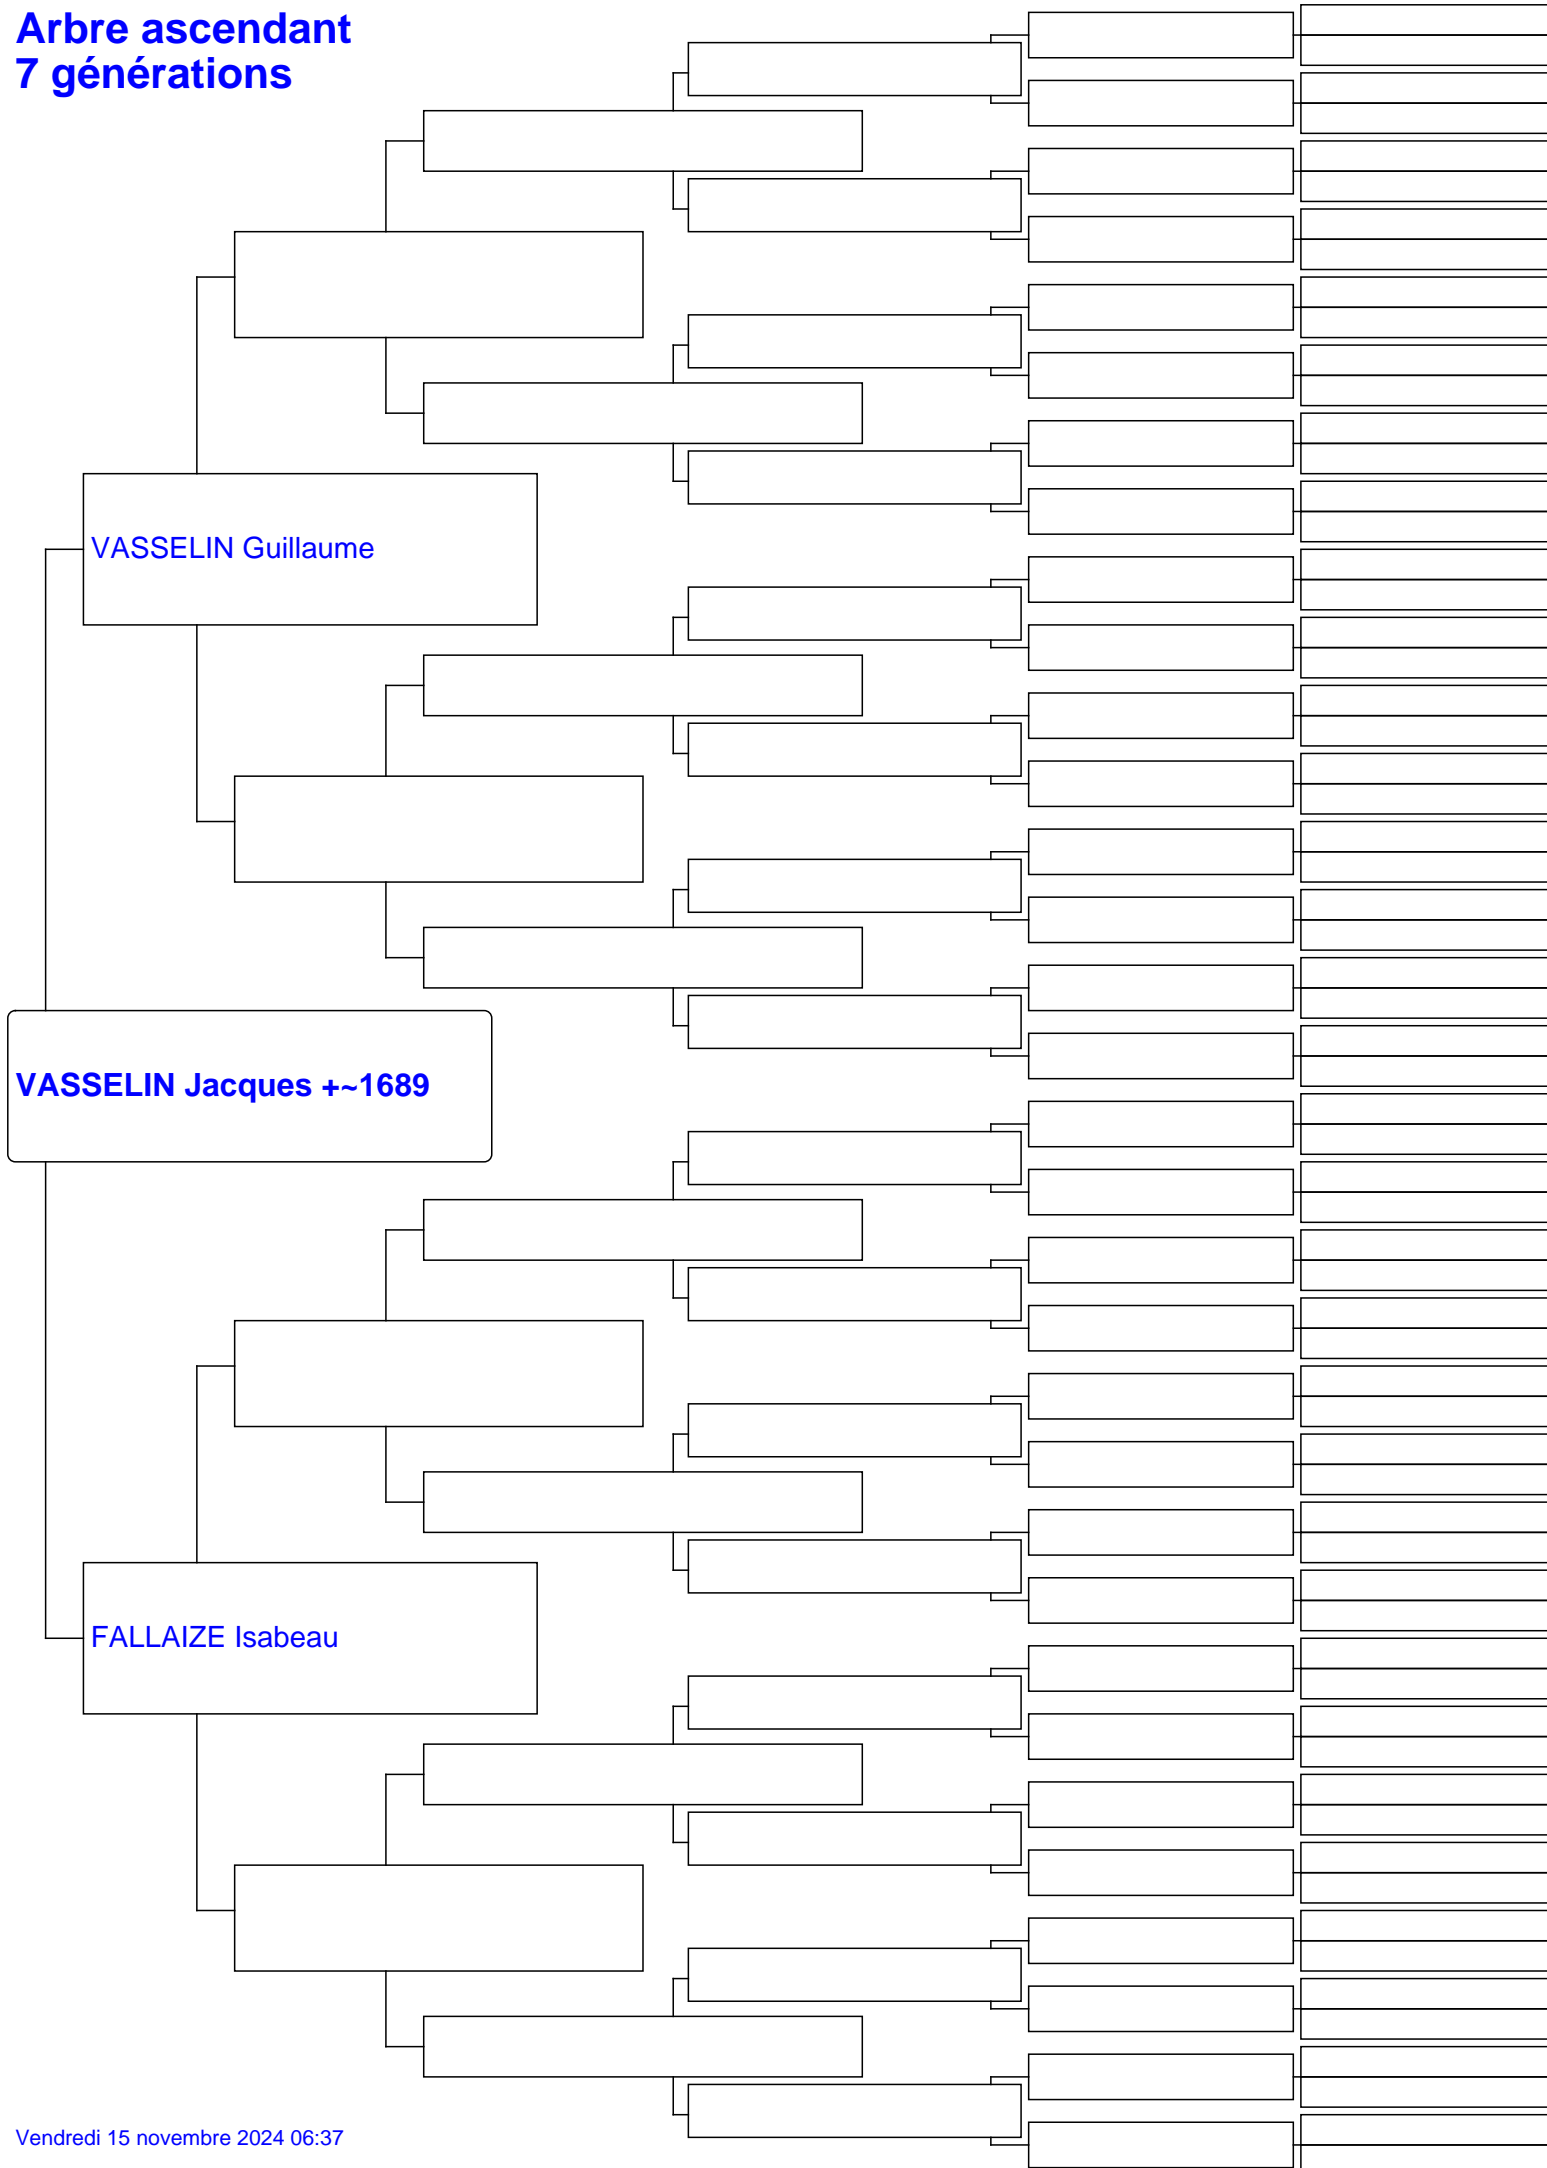 Arbre ascendant
7 générations
VASSELIN Guillaume
VASSELIN Jacques +~1689
FALLAIZE Isabeau
Vendredi 15 novembre 2024 06:37